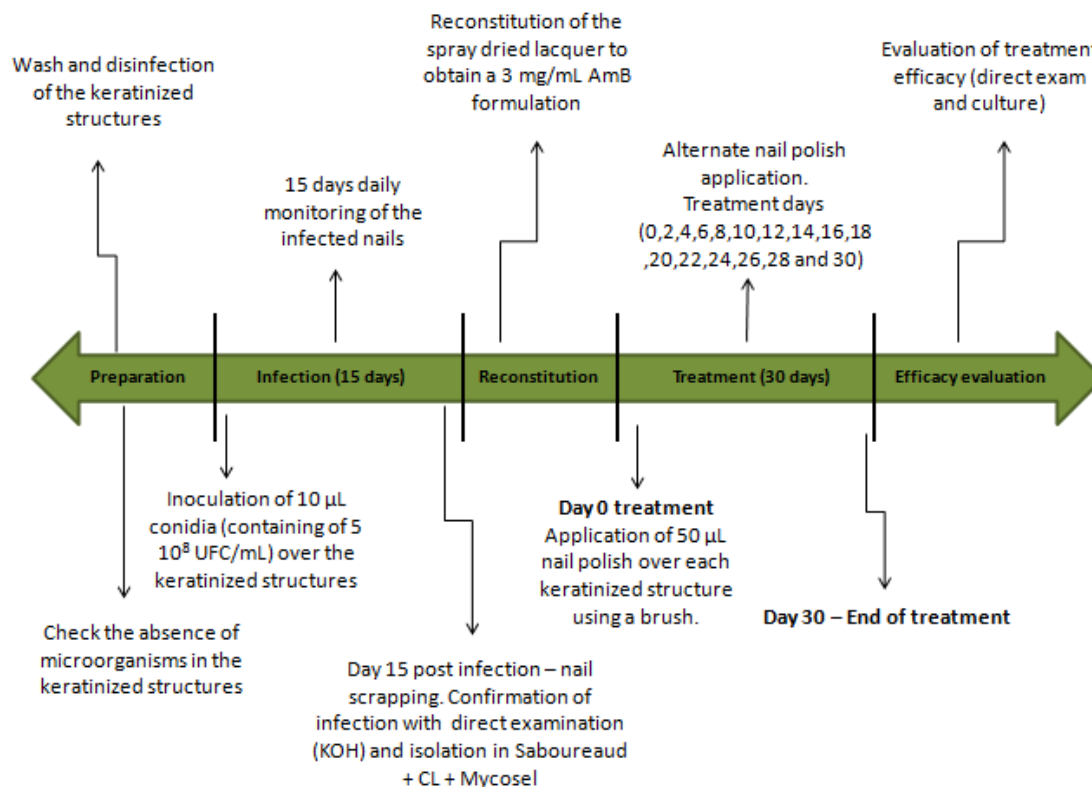 Wash and disinfection
of the keratinized
structures
15 days daily
monitoring of the
infected nails
Reconstitution of the
spray dried lacquer to
obtain a 3 mg/mL AmB
formulation
Alternate nail polish
application.
Treatment days
(0,2,4,6,8,10,12,14,16,18
,20,22,24,26,28 and 30)
Evaluation of treatment
efficacy (direct exam
and culture)
Preparation
Infection (15 days)
Reconstitution
Treatment (30 days)
Efficacy evaluation
Check the absence of
microorganisms in the
keratinized structures
Inoculation of 10 µL
conidia (containing of 5
10⁸ UFC/mL) over the
keratinized structures
Day 15 post infection – nail
scrapping. Confirmation of
infection with direct examination
(KOH) and isolation in Saboureaud
+ CL + Mycosel
Day 0 treatment
Application of 50 µL
nail polish over each
keratinized structure
using a brush.
Day 30 – End of treatment